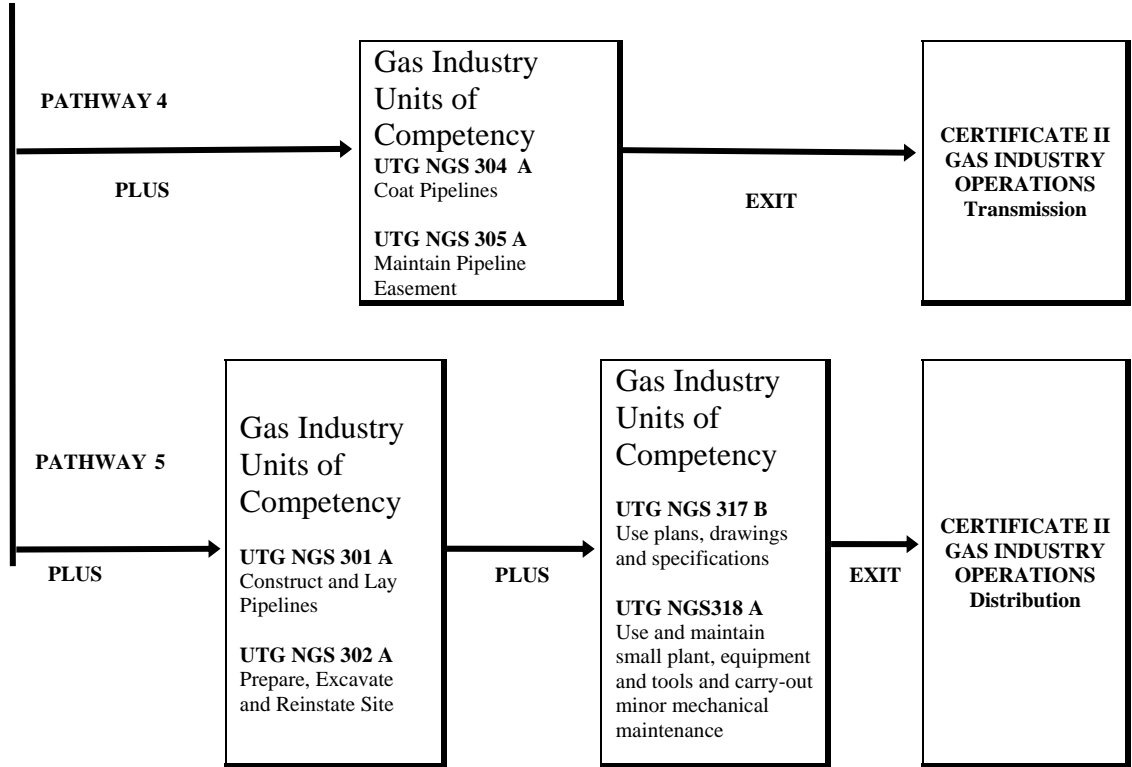 PATHWAY 4
PLUS
Gas Industry
Units of
Competency
UTG NGS 304 A
Coat Pipelines
UTG NGS 305 A
Maintain Pipeline
Easement
EXIT
CERTIFICATE II
GAS INDUSTRY
OPERATIONS
Transmission
PATHWAY 5
PLUS
Gas Industry
Units of
Competency
UTG NGS 301 A
Construct and Lay
Pipelines
UTG NGS 302 A
Prepare, Excavate
and Reinstate Site
PLUS
Gas Industry
Units of
Competency
UTG NGS 317 B
Use plans, drawings
and specifications
UTG NGS318 A
Use and maintain
small plant, equipment
and tools and carry-out
minor mechanical
maintenance
EXIT
CERTIFICATE II
GAS INDUSTRY
OPERATIONS
Distribution